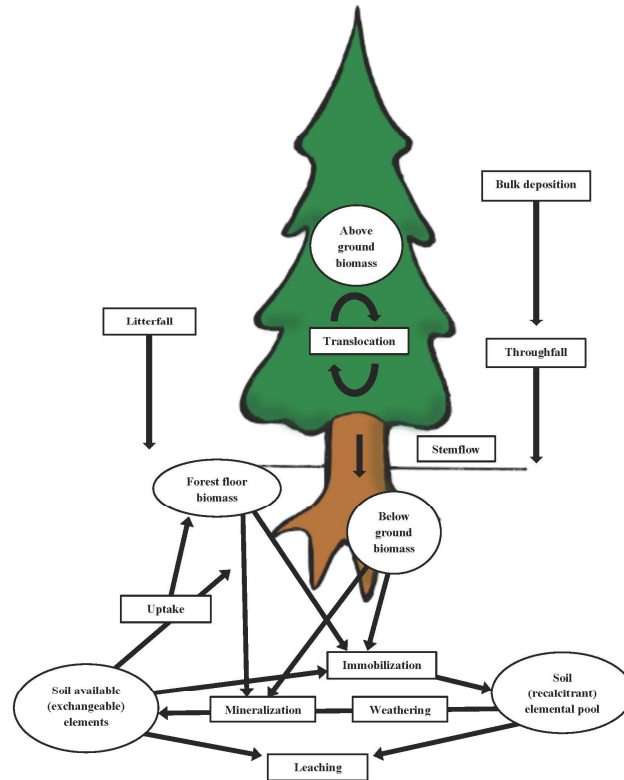 Bulk deposition
Above
ground
biomass
Litterfall
Translocation
Throughfall
Stemflow
Forest floor
biomass
Below
ground
biomass
Uptake
Immobilization
Soil available
(exchangeable)
elements
Mineralization
Weathering
Soil
(recalcitrant)
elemental pool
Leaching